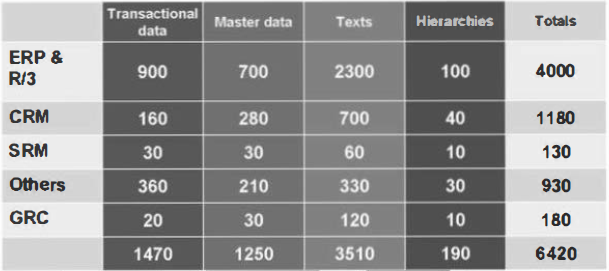 Transactional data Master data Texts Hierarchies Totals
ERP & R/3 900 700 2300 100 4000
CRM 160 280 700 40 1180
SRM 30 30 60 10 130
Others 360 210 330 30 930
GRC 20 30 120 10 180
1470 1250 3510 190 6420